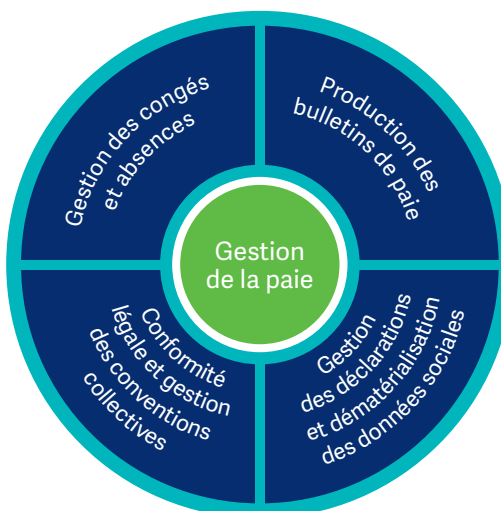 Gestion des congés
et absences
Production des
bulletins de paie
Gestion
de la paie
Conformité
légale et gestion
des conventions
collectives
Gestion
des déclarations
et dématérialisation
des données sociales